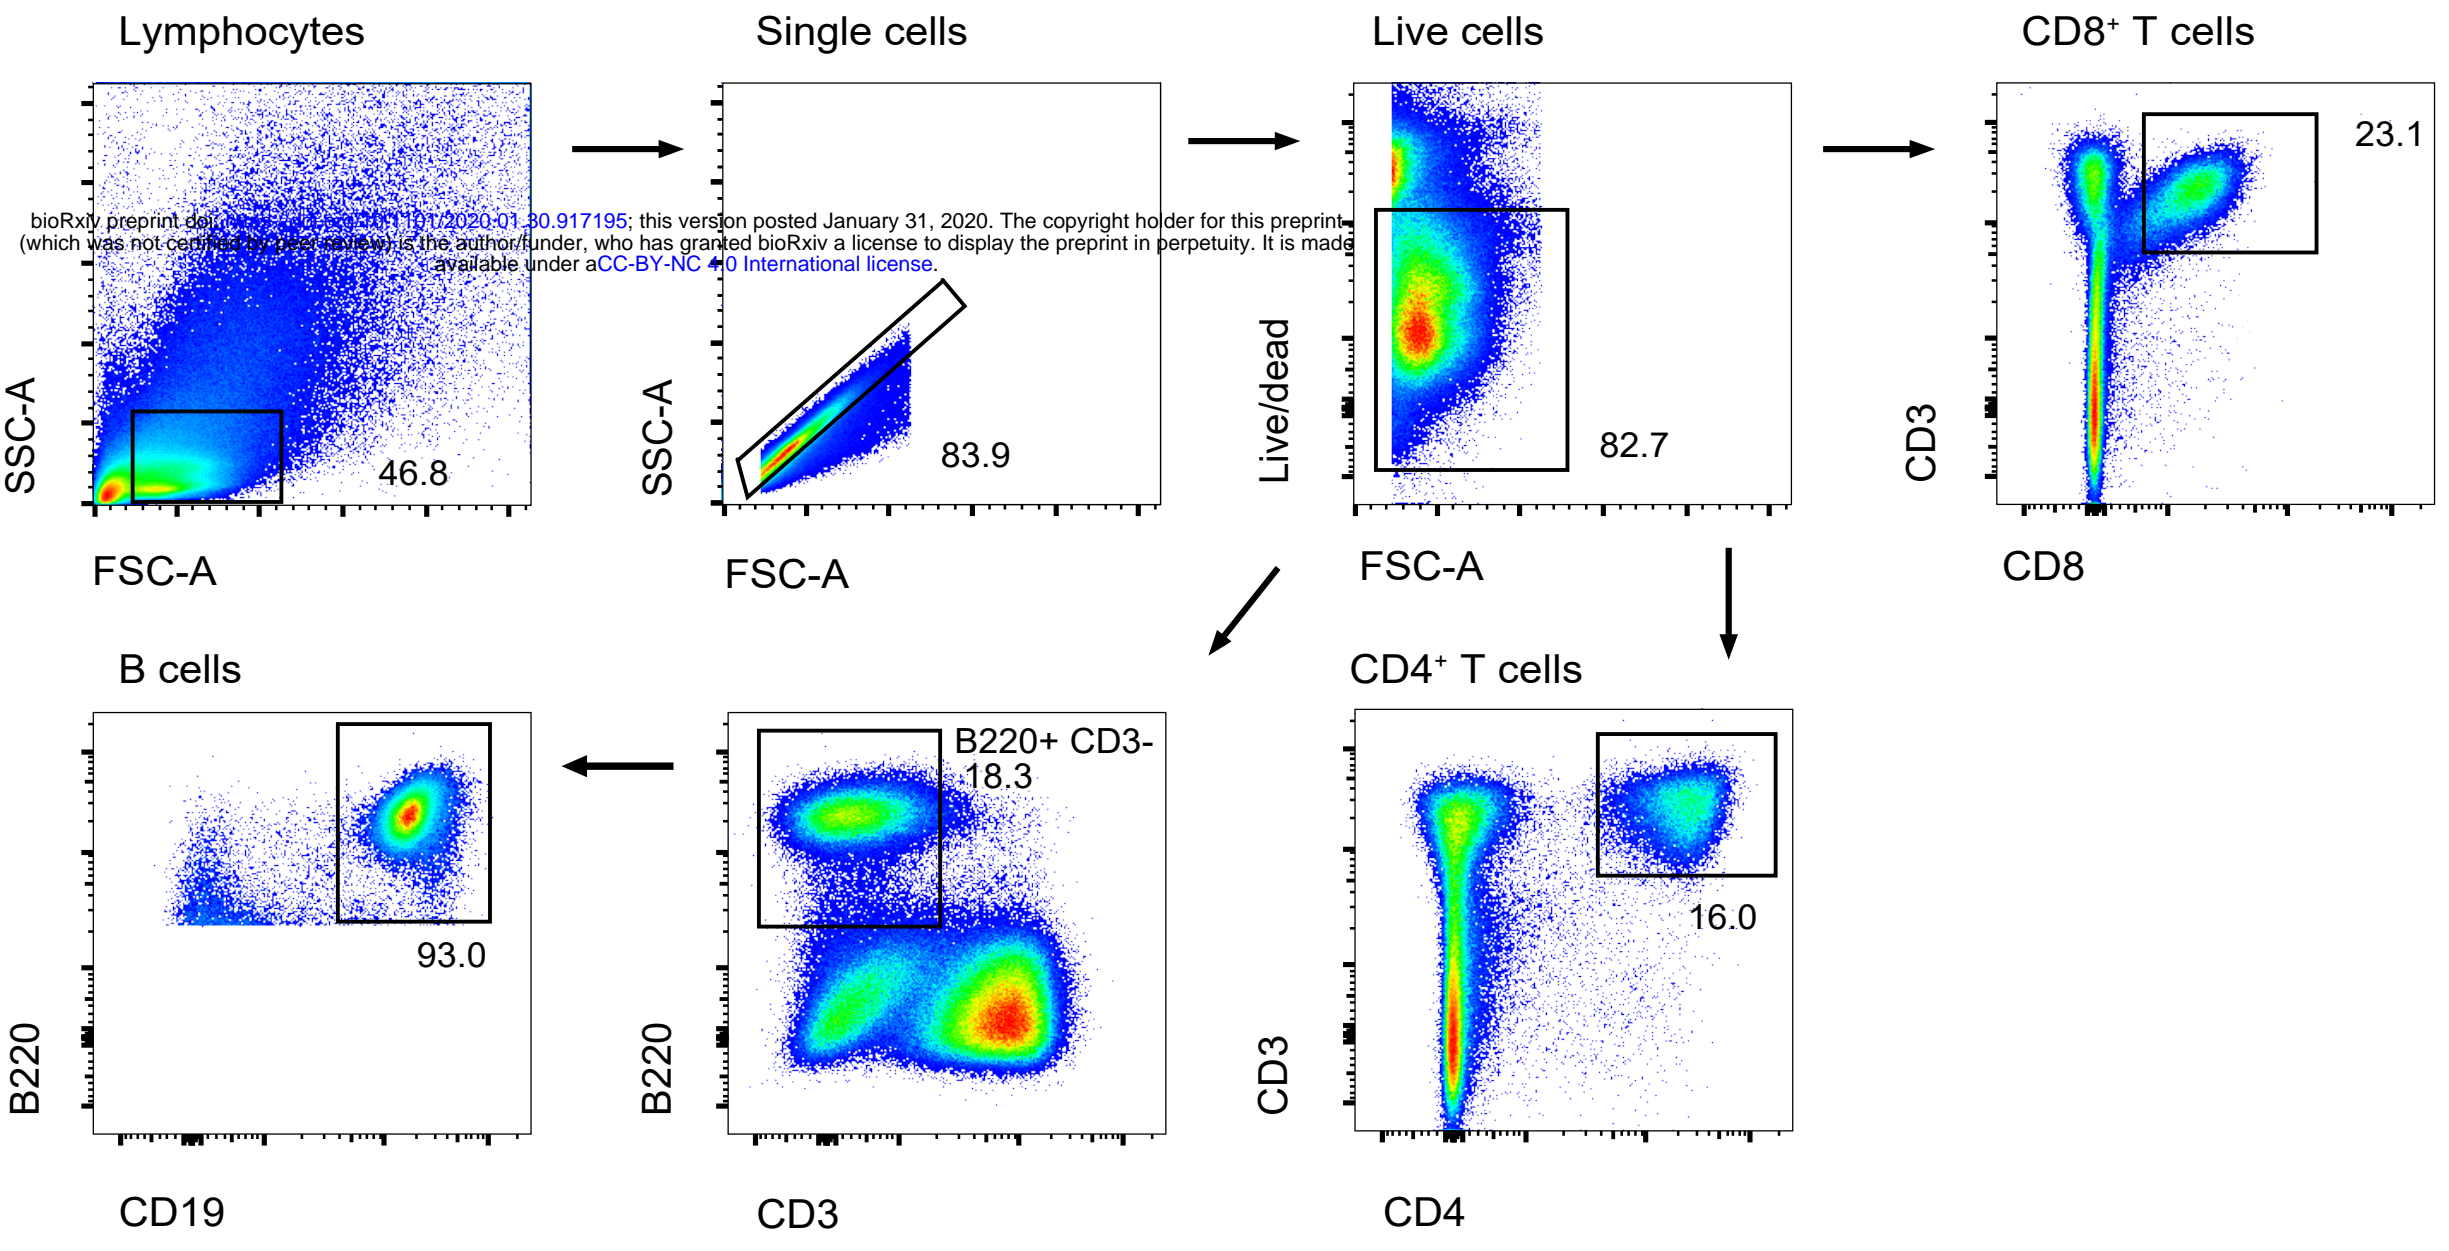 Lymphocytes
Single cells
Live cells
CD8⁺ T cells
23.1
bioRxiv preprint doi: https://doi.org/10.1101/2020.01.30.917195; this version posted January 31, 2020. The copyright holder for this preprint
(which was not certified by peer review) is the author/funder, who has granted bioRxiv a license to display the preprint in perpetuity. It is made
available under aCC-BY-NC 4.0 International license.
SSC-A
46.8
SSC-A
83.9
Live/dead
82.7
CD3
FSC-A
FSC-A
FSC-A
CD8
B cells
CD4⁺ T cells
B220+ CD3-
18.3
93.0
16.0
B220
B220
CD3
CD19
CD3
CD4